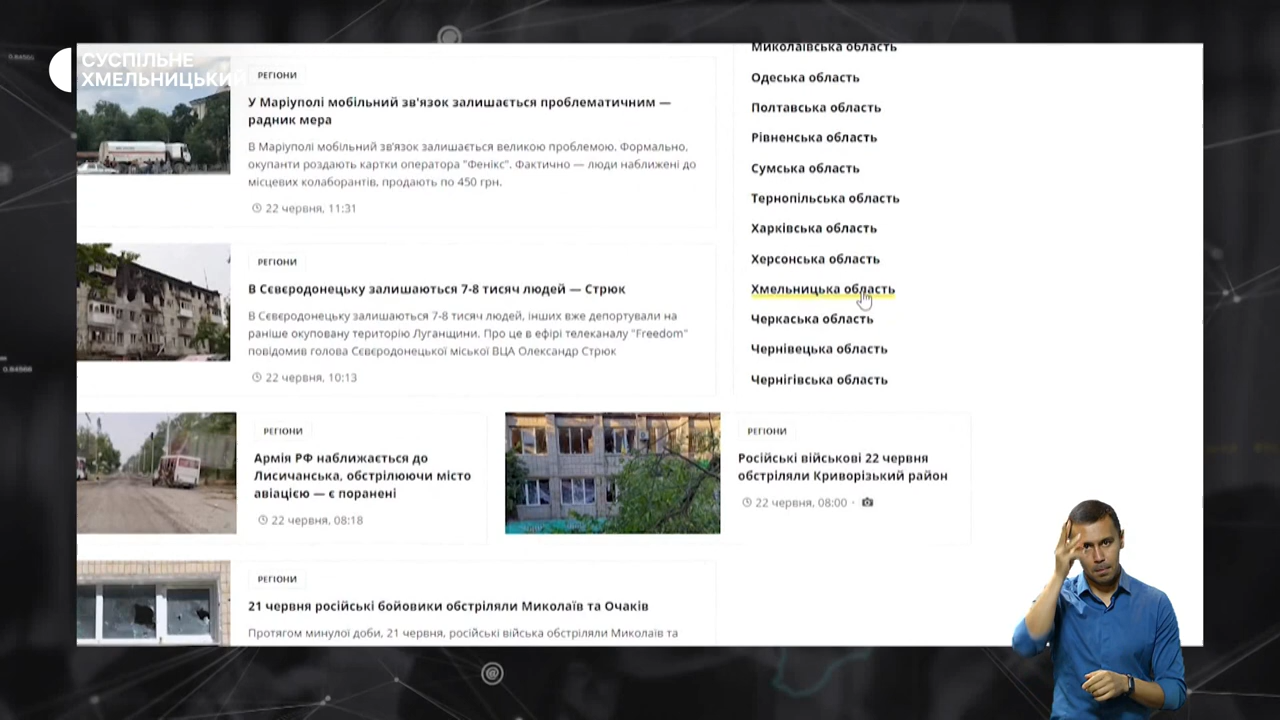 СУСПІЛЬНЕ
ХМЕЛЬНИЦЬКИЙ
РЕГІОНИ
У Маріуполі мобільний зв'язок залишається проблематичним —
радник мера
В Маріуполі мобільний зв'язок залишається великою проблемою. Формально,
окупанти роздають картки оператора "Фенікс". Фактично — люди наближені до
місцевих колаборантів, продають по 450 грн.
22 червня, 11:31
РЕГІОНИ
В Сєвєродонецьку залишаються 7-8 тисяч людей — Стрюк
В Сєвєродонецьку залишаються 7-8 тисяч людей, інших вже депортували на
раніше окуповану територію Луганщини. Про це в ефірі телеканалу "Freedom"
повідомив голова Сєвєродонецької міської ВЦА Олександр Стрюк
22 червня, 10:13
Миколаївська область
Одеська область
Полтавська область
Рівненська область
Сумська область
Тернопільська область
Харківська область
Херсонська область
Хмельницька область
Черкаська область
Чернівецька область
Чернігівська область
РЕГІОНИ
Армія РФ наближається до
Лисичанська, обстрілюючи місто
авіацією — є поранені
22 червня, 08:18
РЕГІОНИ
Російські військові 22 червня
обстріляли Криворізький район
22 червня, 08:00 ·
РЕГІОНИ
21 червня російські бойовики обстріляли Миколаїв та Очаків
Протягом минулої доби, 21 червня, російські війська обстріляли Миколаїв та